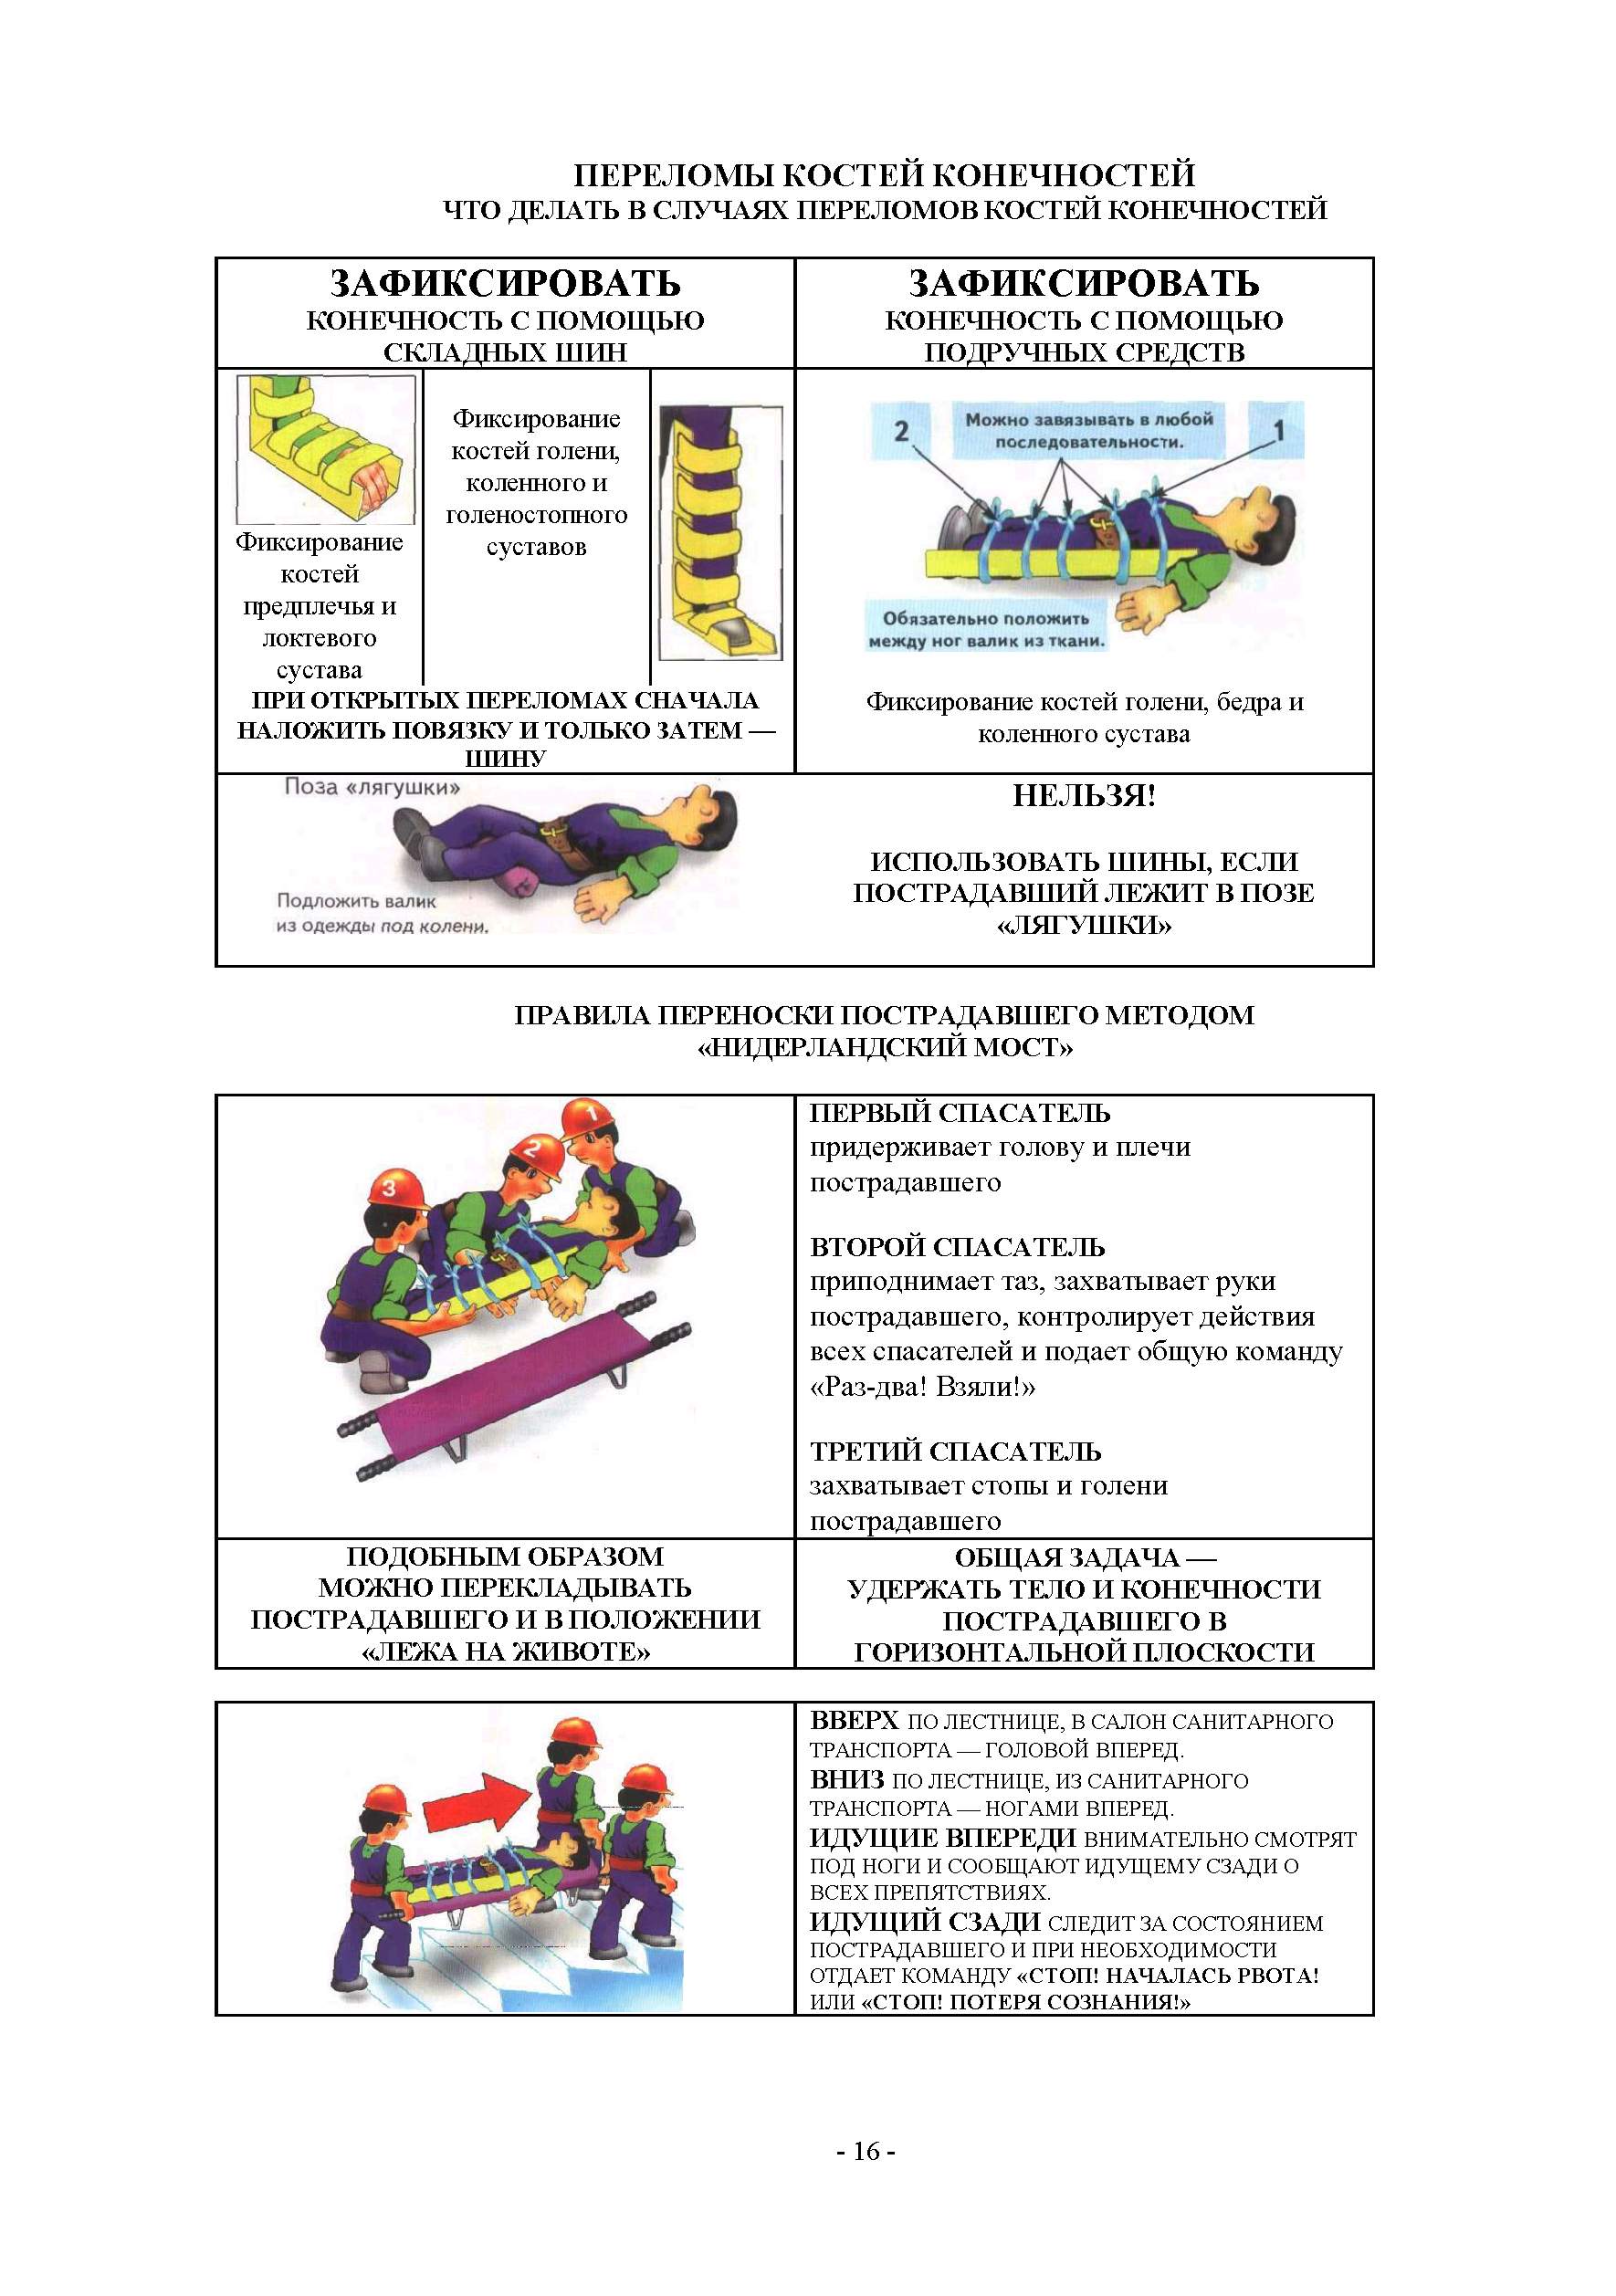 ПЕРЕЛОМЫ КОСТЕЙ КОНЕЧНОСТЕЙ
ЧТО ДЕЛАТЬ В СЛУЧАЯХ ПЕРЕЛОМОВ КОСТЕЙ КОНЕЧНОСТЕЙ
ЗАФИКСИРОВАТЬ
КОНЕЧНОСТЬ С ПОМОЩЬЮ
СКЛАДНЫХ ШИН
ЗАФИКСИРОВАТЬ
КОНЕЧНОСТЬ С ПОМОЩЬЮ
ПОДРУЧНЫХ СРЕДСТВ
Фиксирование
костей
предплечья и
локтевого
сустава
Фиксирование
костей голени,
коленного и
голеностопного
суставов
ПРИ ОТКРЫТЫХ ПЕРЕЛОМАХ СНАЧАЛА
НАЛОЖИТЬ ПОВЯЗКУ И ТОЛЬКО ЗАТЕМ —
ШИНУ
2
Можно завязывать в любой
последовательности.
1
Обязательно положить
между ног валик из ткани.
Фиксирование костей голени, бедра и
коленного сустава
Поза «лягушки»
Подложить валик
из одежды под колени.
НЕЛЬЗЯ!
ИСПОЛЬЗОВАТЬ ШИНЫ, ЕСЛИ
ПОСТРАДАВШИЙ ЛЕЖИТ В ПОЗЕ
«ЛЯГУШКИ»
ПРАВИЛА ПЕРЕНОСКИ ПОСТРАДАВШЕГО МЕТОДОМ
«НИДЕРЛАНДСКИЙ МОСТ»
1
2
3
ПЕРВЫЙ СПАСАТЕЛЬ
придерживает голову и плечи
пострадавшего
ВТОРОЙ СПАСАТЕЛЬ
приподнимает таз, захватывает руки
пострадавшего, контролирует действия
всех спасателей и подает общую команду
«Раз-два! Взяли!»
ТРЕТИЙ СПАСАТЕЛЬ
захватывает стопы и голени
пострадавшего
ПОДОБНЫМ ОБРАЗОМ
МОЖНО ПЕРЕКЛАДЫВАТЬ
ПОСТРАДАВШЕГО И В ПОЛОЖЕНИИ
«ЛЕЖА НА ЖИВОТЕ»
ОБЩАЯ ЗАДАЧА —
УДЕРЖАТЬ ТЕЛО И КОНЕЧНОСТИ
ПОСТРАДАВШЕГО В
ГОРИЗОНТАЛЬНОЙ ПЛОСКОСТИ
ВВЕРХ ПО ЛЕСТНИЦЕ, В САЛОН САНИТАРНОГО
ТРАНСПОРТА — ГОЛОВОЙ ВПЕРЕД.
ВНИЗ ПО ЛЕСТНИЦЕ, ИЗ САНИТАРНОГО
ТРАНСПОРТА — НОГАМИ ВПЕРЕД.
ИДУЩИЕ ВПЕРЕДИ ВНИМАТЕЛЬНО СМОТРЯТ
ПОД НОГИ И СООБЩАЮТ ИДУЩЕМУ СЗАДИ О
ВСЕХ ПРЕПЯТСТВИЯХ.
ИДУЩИЙ СЗАДИ СЛЕДИТ ЗА СОСТОЯНИЕМ
ПОСТРАДАВШЕГО И ПРИ НЕОБХОДИМОСТИ
ОТДАЕТ КОМАНДУ «СТОП! НАЧАЛАСЬ РВОТА!
ИЛИ «СТОП! ПОТЕРЯ СОЗНАНИЯ!»
- 16 -